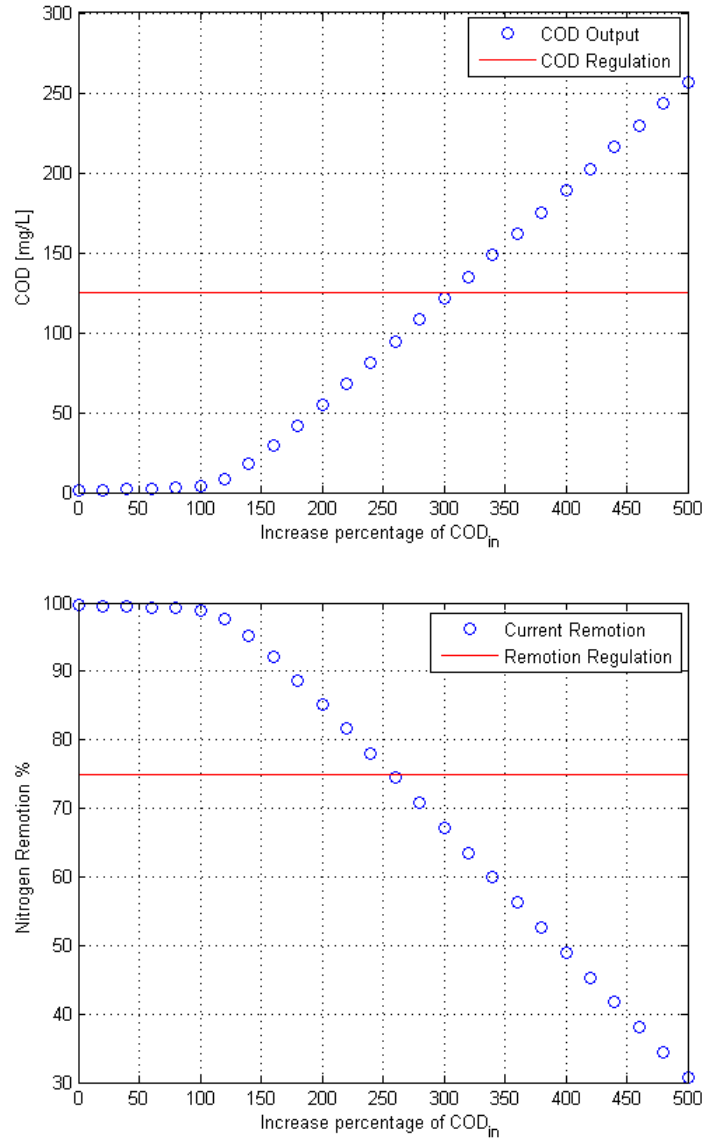 300
250
200
150
100
50
0
COD [mg/L]
COD Output
COD Regulation
0 50 100 150 200 250 300 350 400 450 500
Increase percentage of COD_in
100
90
80
70
60
50
40
30
Nitrogen Remotion %
Current Remotion
Remotion Regulation
0 50 100 150 200 250 300 350 400 450 500
Increase percentage of COD_in